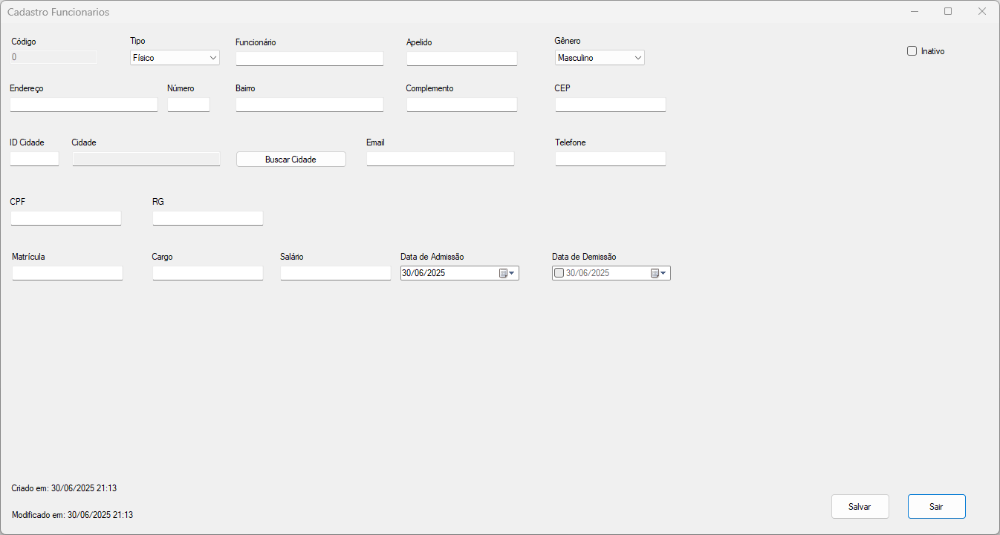 Cadastro Funcionarios
Código Tipo Funcionário Apelido Gênero
0 Físico Masculino Inativo
Endereço Número Bairro Complemento CEP
ID Cidade Cidade Email Telefone
Buscar Cidade
CPF RG
Matrícula Cargo Salário Data de Admissão Data de Demissão
30/06/2025 30/06/2025
Criado em: 30/06/2025 21:13
Modificado em: 30/06/2025 21:13
Salvar Sair